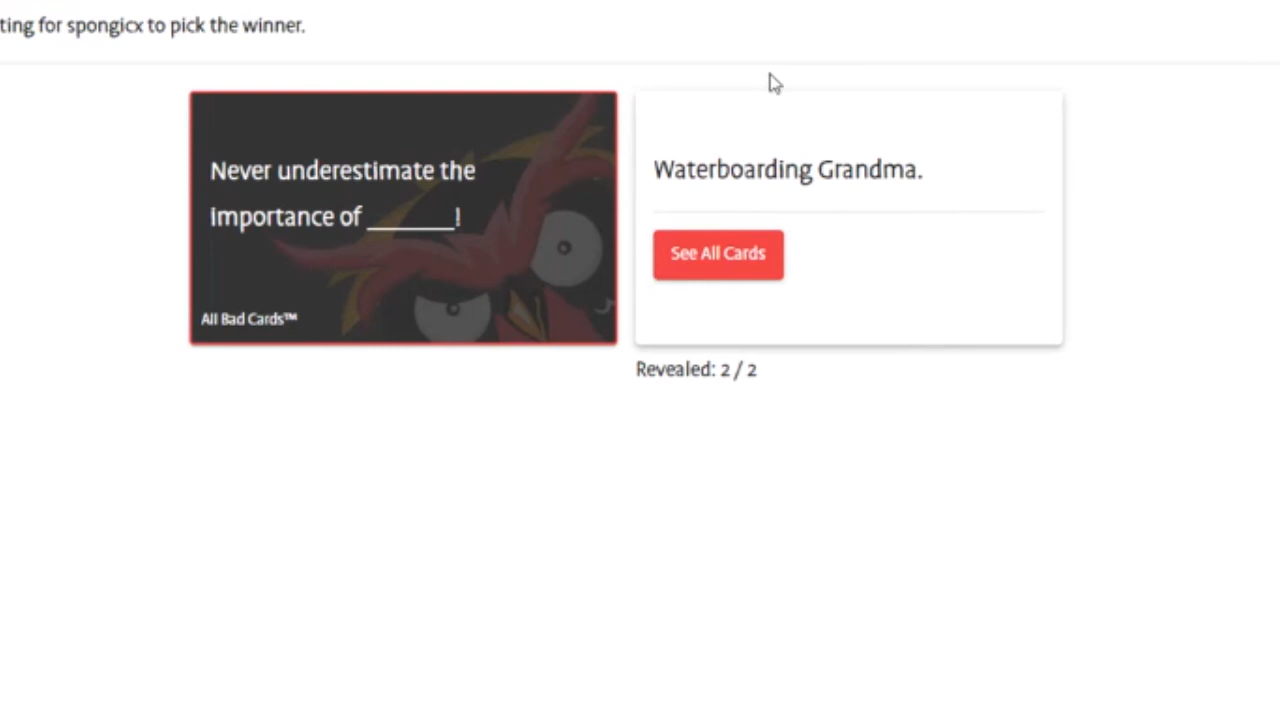 ting for spongicx to pick the winner.
Never underestimate the
importance of _______!
All Bad Cards™
Waterboarding Grandma.
See All Cards
Revealed: 2 / 2